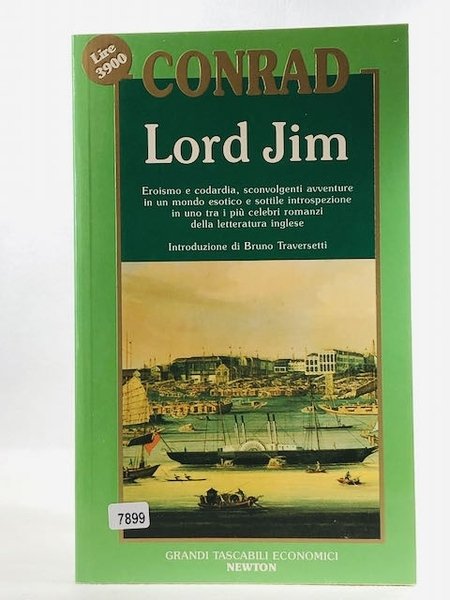 Lire
3900
CONRAD
Lord Jim
Eroismo e codardia, sconvolgenti avventure
in un mondo esotico e sottile introspezione
in uno tra i più celebri romanzi
della letteratura inglese
Introduzione di Bruno Traversetti
7899
GRANDI TASCABILI ECONOMICI
NEWTON